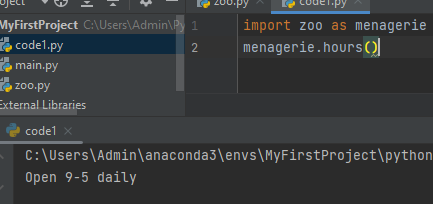 oject
zoo.py
code1.py
MyFirstProject C:\Users\Admin\Py
code1.py
main.py
zoo.py
External Libraries
1 import zoo as menagerie
2 menagerie.hours()
code1
C:\Users\Admin\anaconda3\envs\MyFirstProject\python
Open 9-5 daily